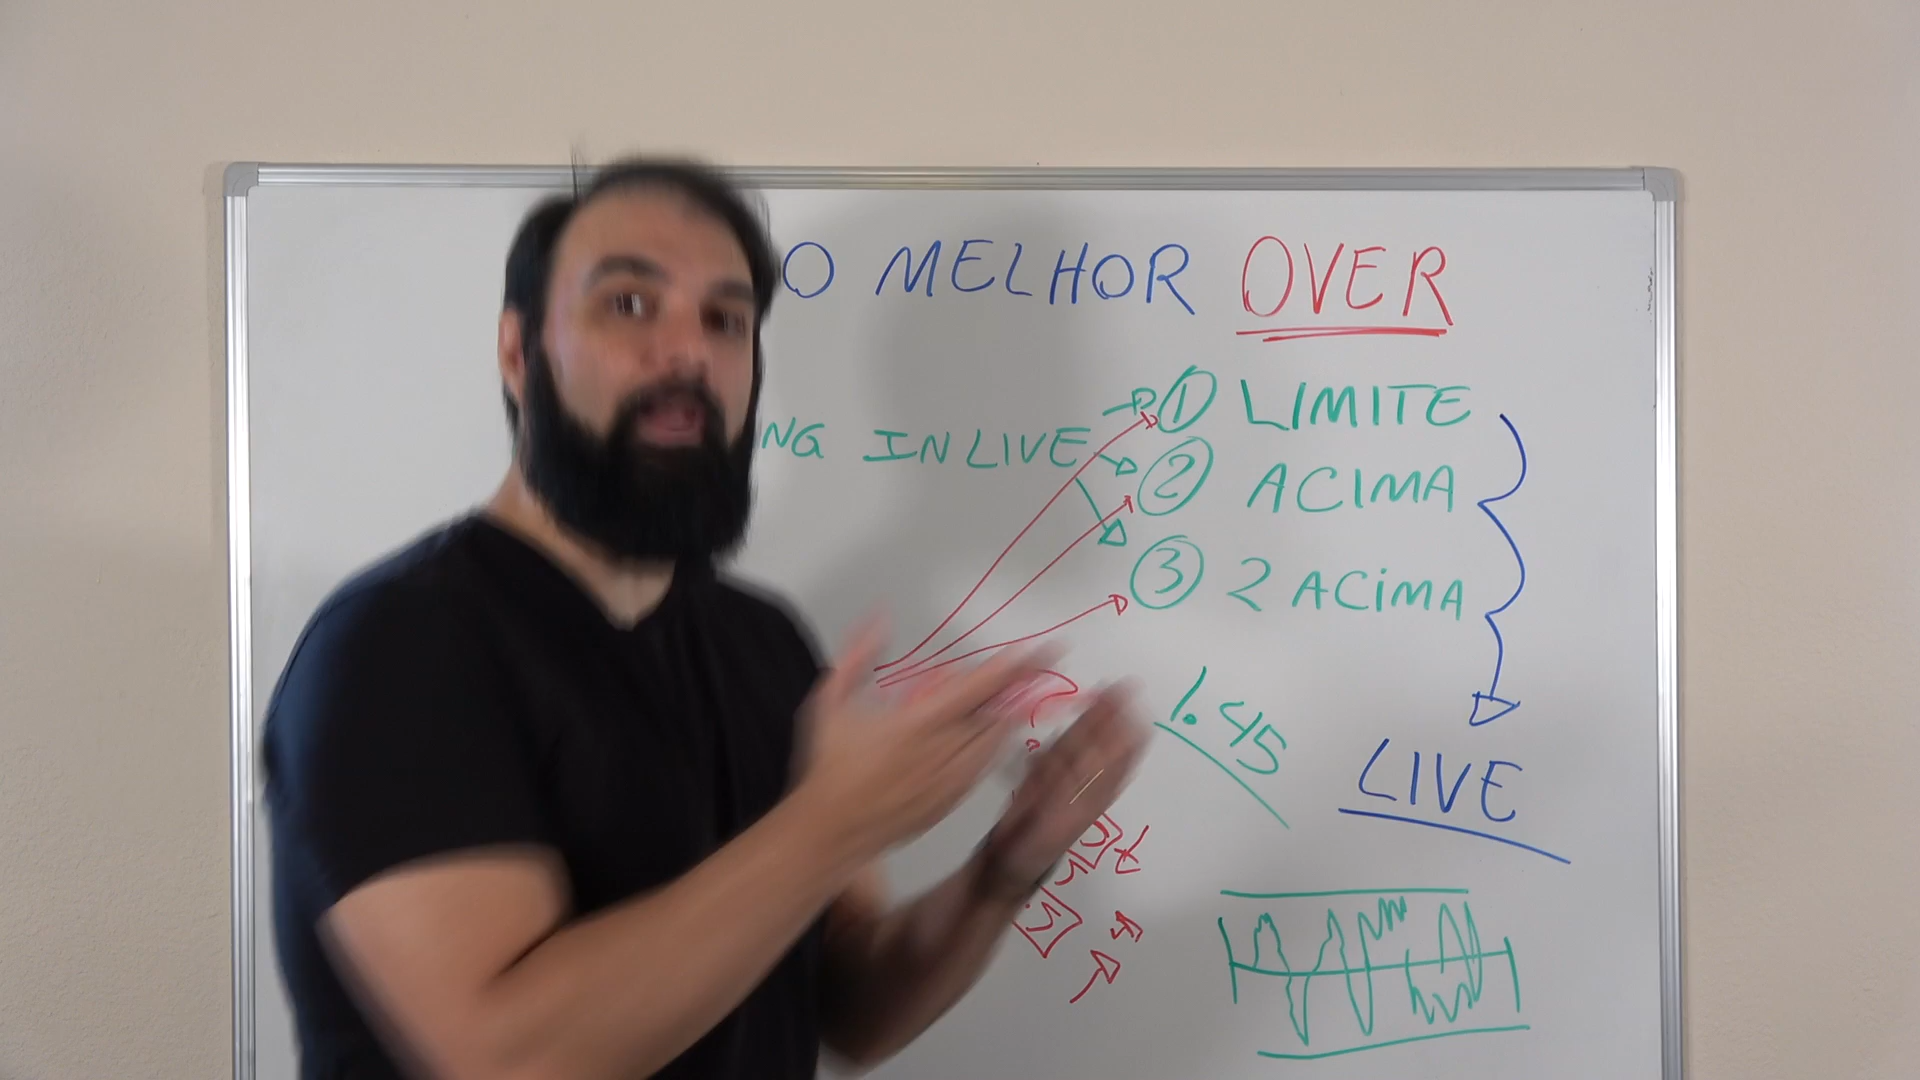 O MELHOR OVER
NG IN LIVE
1 LIMITE
2 ACIMA
3 2 ACIMA
1.45
LIVE